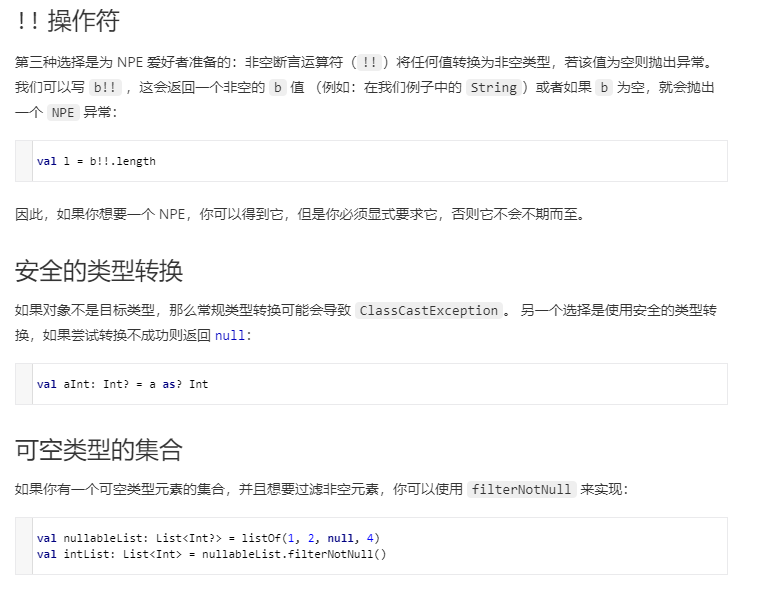 !! 操作符
第三种选择是为 NPE 爱好者准备的：非空断言运算符（!!）将任何值转换为非空类型，若该值为空则抛出异常。
我们可以写 b!! ，这会返回一个非空的 b 值 （例如：在我们例子中的 String）或者如果 b 为空，就会抛出
一个 NPE 异常：
val l = b!!.length
因此，如果你想要一个 NPE，你可以得到它，但是你必须显式要求它，否则它不会不期而至。
安全的类型转换
如果对象不是目标类型，那么常规类型转换可能会导致 ClassCastException。 另一个选择是使用安全的类型转
换，如果尝试转换不成功则返回 null：
val aInt: Int? = a as? Int
可空类型的集合
如果你有一个可空类型元素的集合，并且想要过滤非空元素，你可以使用 filterNotNull 来实现：
val nullableList: List<Int?> = listOf(1, 2, null, 4)
val intList: List<Int> = nullableList.filterNotNull()